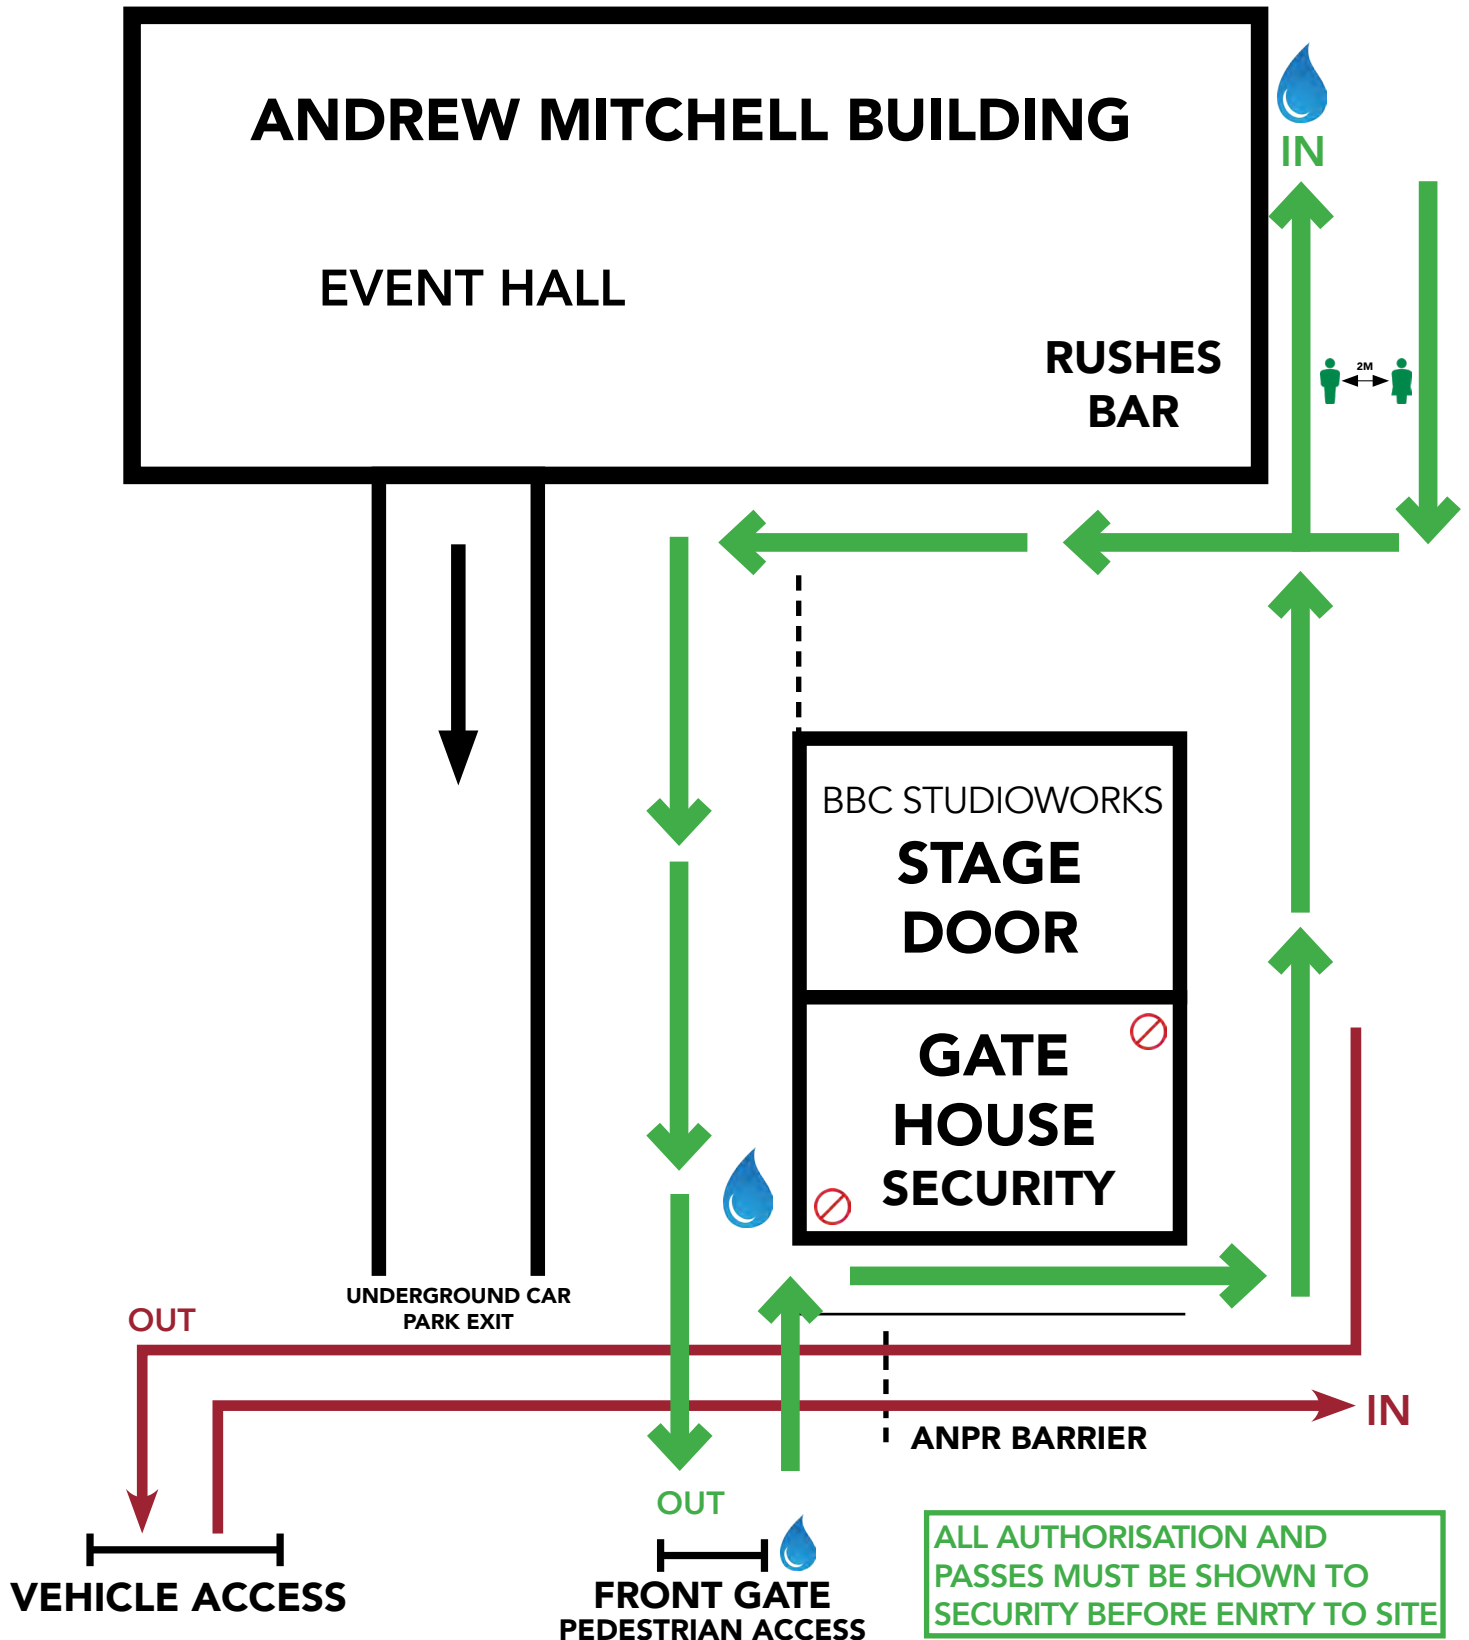 ANDREW MITCHELL BUILDING
IN
EVENT HALL
RUSHES
BAR
2M
BBC STUDIOWORKS
STAGE
DOOR
GATE
HOUSE
SECURITY
UNDERGROUND CAR
PARK EXIT
OUT
IN
ANPR BARRIER
OUT
VEHICLE ACCESS
FRONT GATE
PEDESTRIAN ACCESS
ALL AUTHORISATION AND
PASSES MUST BE SHOWN TO
SECURITY BEFORE ENRTY TO SITE